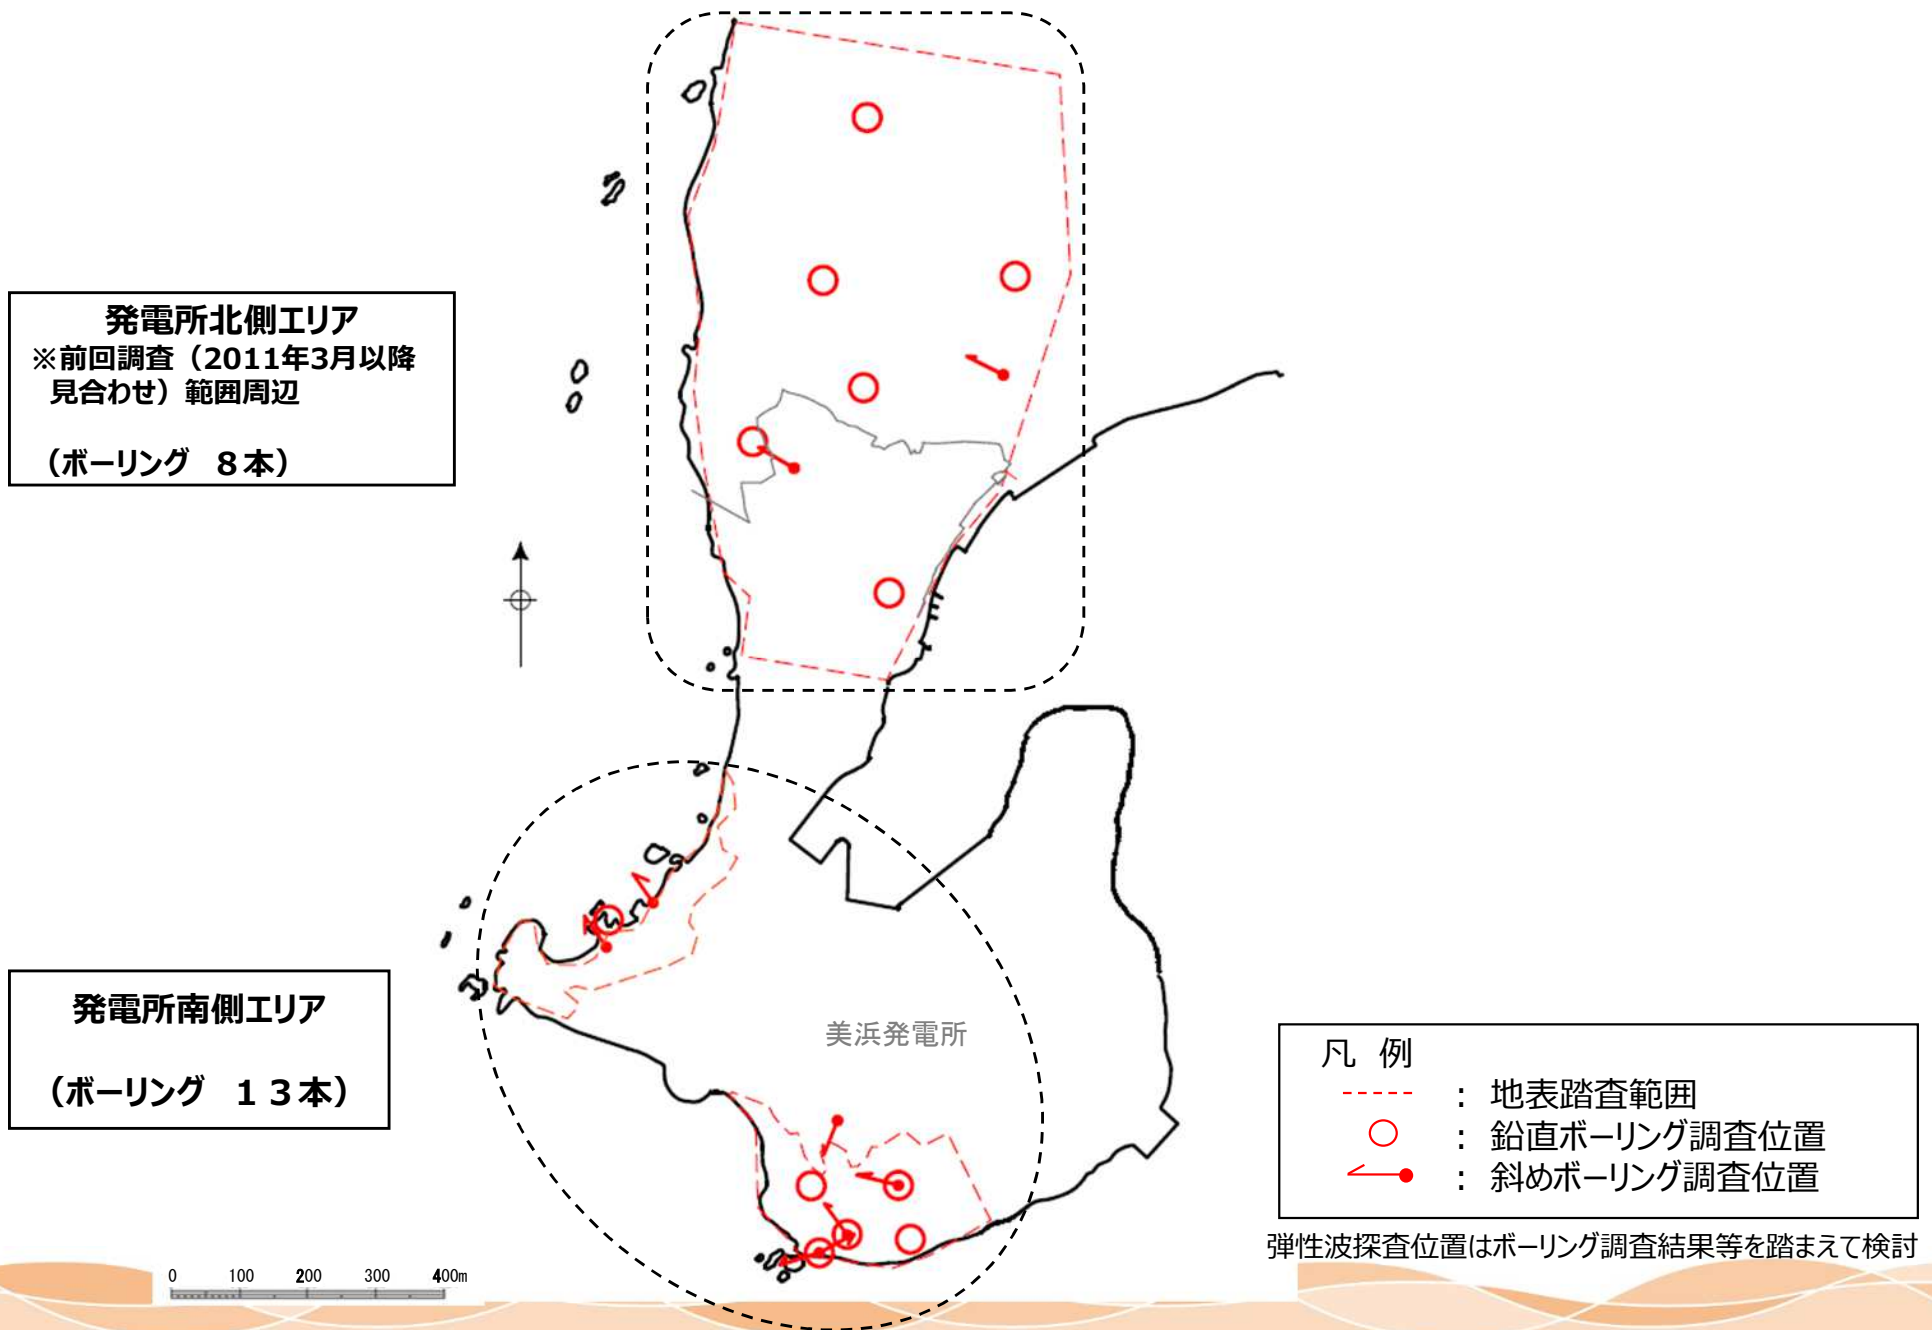 発電所北側エリア
※前回調査（2011年3月以降
見合わせ）範囲周辺
（ボーリング　８本）
発電所南側エリア
（ボーリング　１３本）
美浜発電所
凡 例
： 地表踏査範囲
： 鉛直ボーリング調査位置
： 斜めボーリング調査位置
弾性波探査位置はボーリング調査結果等を踏まえて検討
0 100 200 300 400m